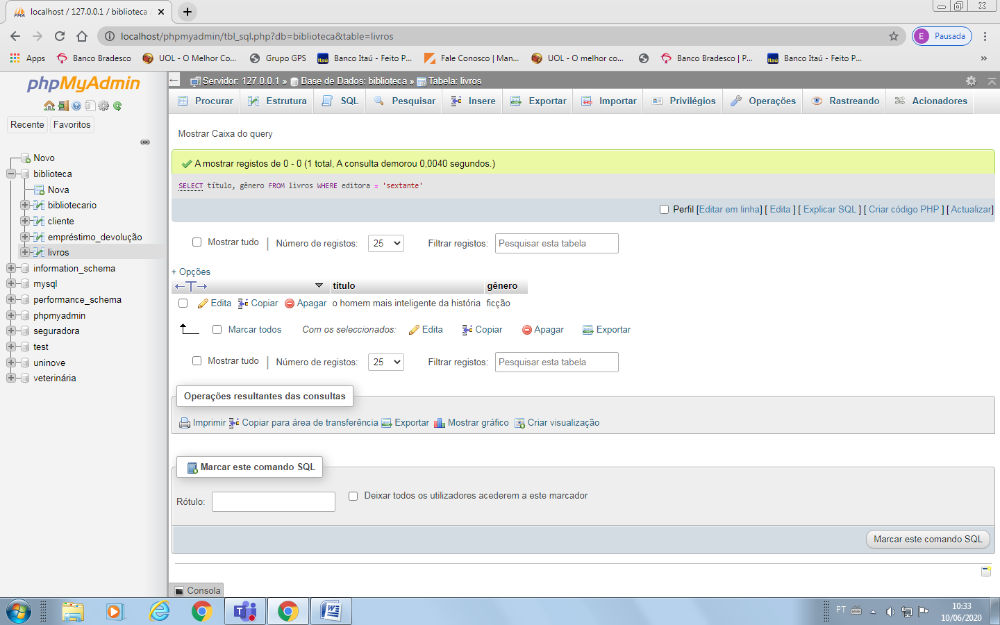 localhost / 127.0.0.1 / biblioteca
localhost/phpmyadmin/tbl_sql.php?db=biblioteca&table=livros
E Pausada
Apps Banco Bradesco UOL - O Melhor Co... Grupo GPS Banco Itaú - Feito P... Fale Conosco | Man... UOL - O melhor co... Banco Bradesco | P... Banco Itaú - Feito P... »
phpMyAdmin
Recente Favoritos
Novo
biblioteca
Nova
bibliotecario
cliente
empréstimo_devolução
livros
information_schema
mysql
performance_schema
phpmyadmin
seguradora
test
uninove
veterinária
Servidor: 127.0.0.1 » Base de Dados: biblioteca » Tabela: livros
Procurar Estrutura SQL Pesquisar Insere Exportar Importar Privilégios Operações Rastreando Acionadores
Mostrar Caixa do query
A mostrar registos de 0 - 0 (1 total, A consulta demorou 0,0040 segundos.)
SELECT título, gênero FROM livros WHERE editora = 'sextante'
Perfil [Editar em linha] [ Edita ] [ Explicar SQL ] [ Criar código PHP ] [ Actualizar]
Mostrar tudo | Número de registos: 25 Filtrar registos: Pesquisar esta tabela
+ Opções
←T→ título gênero
Edita Copiar Apagar o homem mais inteligente da história ficção
Marcar todos Com os seleccionados: Edita Copiar Apagar Exportar
Mostrar tudo | Número de registos: 25 Filtrar registos: Pesquisar esta tabela
Operações resultantes das consultas
Imprimir Copiar para área de transferência Exportar Mostrar gráfico Criar visualização
Marcar este comando SQL
Rótulo: Deixar todos os utilizadores acederem a este marcador
Marcar este comando SQL
Consola
PT 10:33
10/06/2020